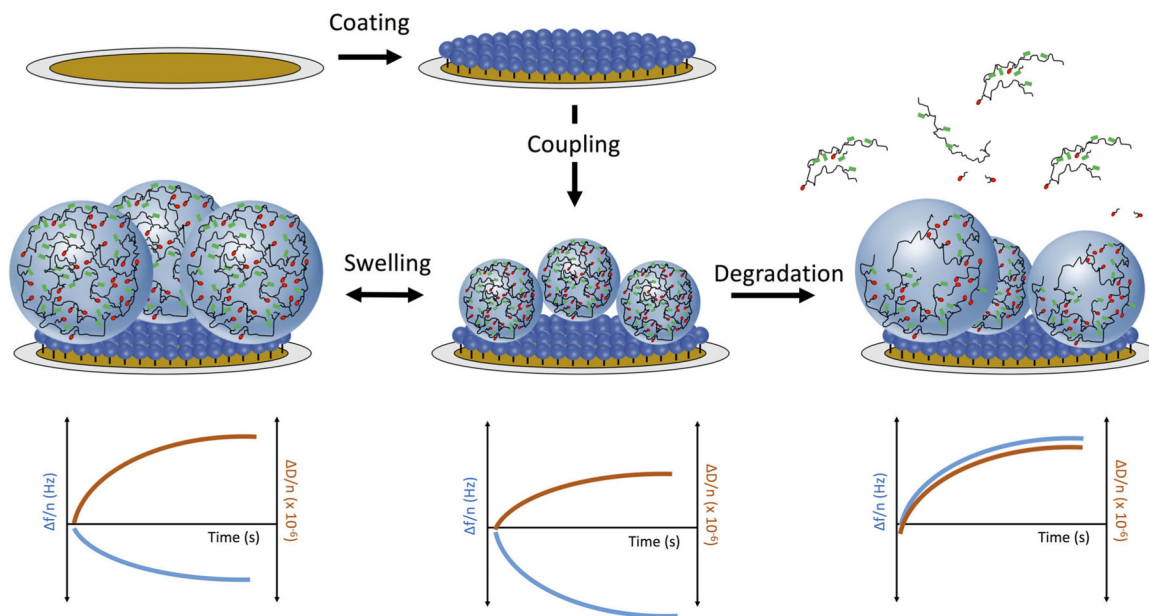 Coating
Coupling
Swelling
Degradation
Δf/n (Hz)
Time (s)
ΔD/n (x 10⁻⁶)
Δf/n (Hz)
Time (s)
ΔD/n (x 10⁻⁶)
Δf/n (Hz)
Time (s)
ΔD/n (x 10⁻⁶)